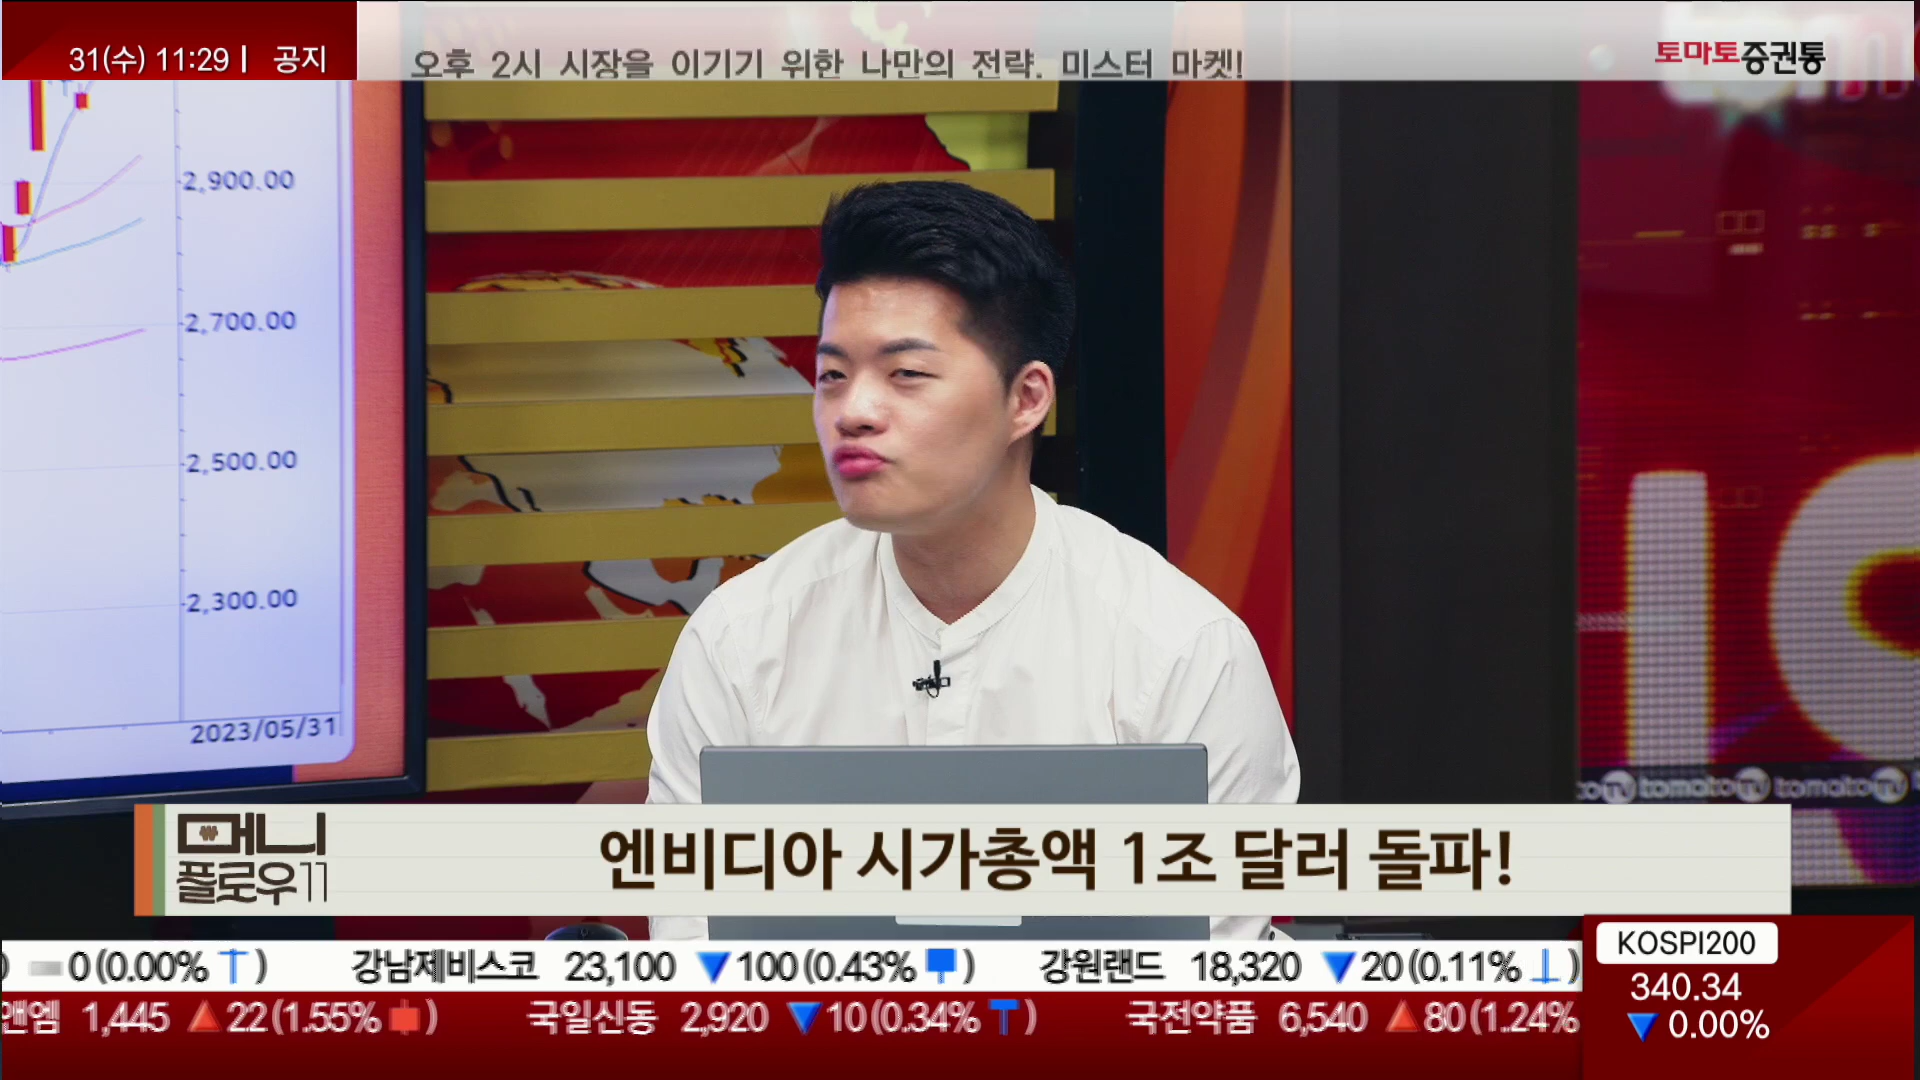 31(수) 11:29 | 공지
오후 2시 시장을 이기기 위한 나만의 전략. 미스터 마켓!
토마토증권통
2,900.00
2,700.00
2,500.00
2,300.00
2023/05/31
tomatoTV tomatoTV
머니
플로우11
엔비디아 시가총액 1조 달러 돌파!
0(0.00% ) 강남제비스코 23,100 ▼100(0.43% ) 강원랜드 18,320 ▼20(0.11% )
앤엠 1,445 ▲22(1.55% ) 국일신동 2,920 ▼10(0.34% ) 국전약품 6,540 ▲80(1.24%
KOSPI200
340.34
▼ 0.00%